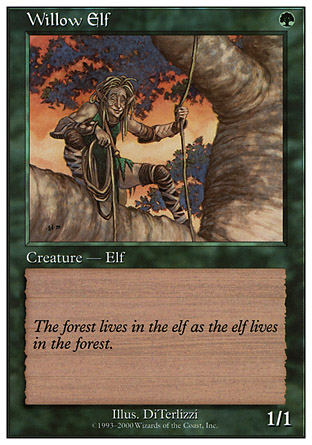 Willow Elf
Creature — Elf
The forest lives in the elf as the elf lives
in the forest.
Illus. DiTerlizzi
©1993–2000 Wizards of the Coast, Inc.
1/1